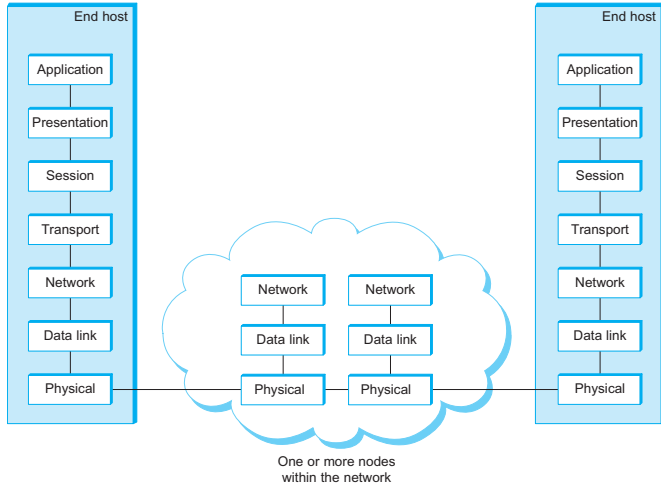 End host
Application
Presentation
Session
Transport
Network
Data link
Physical
Network
Data link
Physical
Network
Data link
Physical
One or more nodes
within the network
End host
Application
Presentation
Session
Transport
Network
Data link
Physical